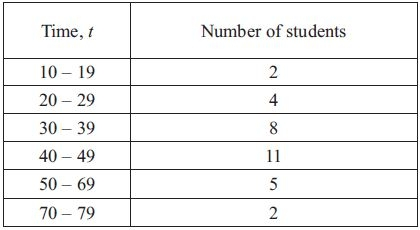 Time, t Number of students
10 – 19 2
20 – 29 4
30 – 39 8
40 – 49 11
50 – 69 5
70 – 79 2